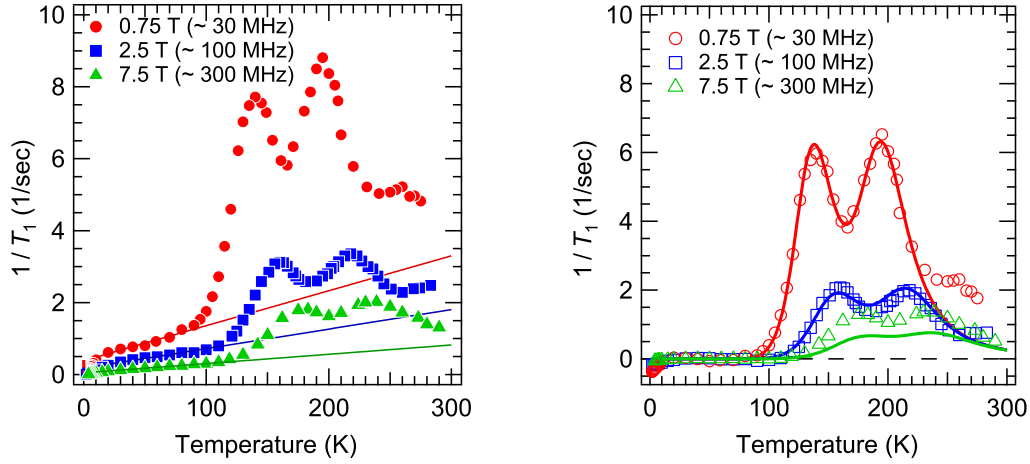 10
8
6
4
2
0
1 / T1 (1/sec)
0.75 T (~ 30 MHz)
2.5 T (~ 100 MHz)
7.5 T (~ 300 MHz)
0
100
200
300
Temperature (K)
10
8
6
4
2
0
1 / T1 (1/sec)
0.75 T (~ 30 MHz)
2.5 T (~ 100 MHz)
7.5 T (~ 300 MHz)
0
100
200
300
Temperature (K)